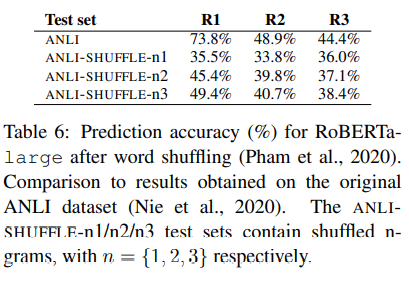 Test set R1 R2 R3
ANLI 73.8% 48.9% 44.4%
ANLI-SHUFFLE-n1 35.5% 33.8% 36.0%
ANLI-SHUFFLE-n2 45.4% 39.8% 37.1%
ANLI-SHUFFLE-n3 49.4% 40.7% 38.4%
Table 6: Prediction accuracy (%) for RoBERTa-
large after word shuffling (Pham et al., 2020).
Comparison to results obtained on the original
ANLI dataset (Nie et al., 2020). The ANLI-
SHUFFLE-n1/n2/n3 test sets contain shuffled n-
grams, with n = {1, 2, 3} respectively.